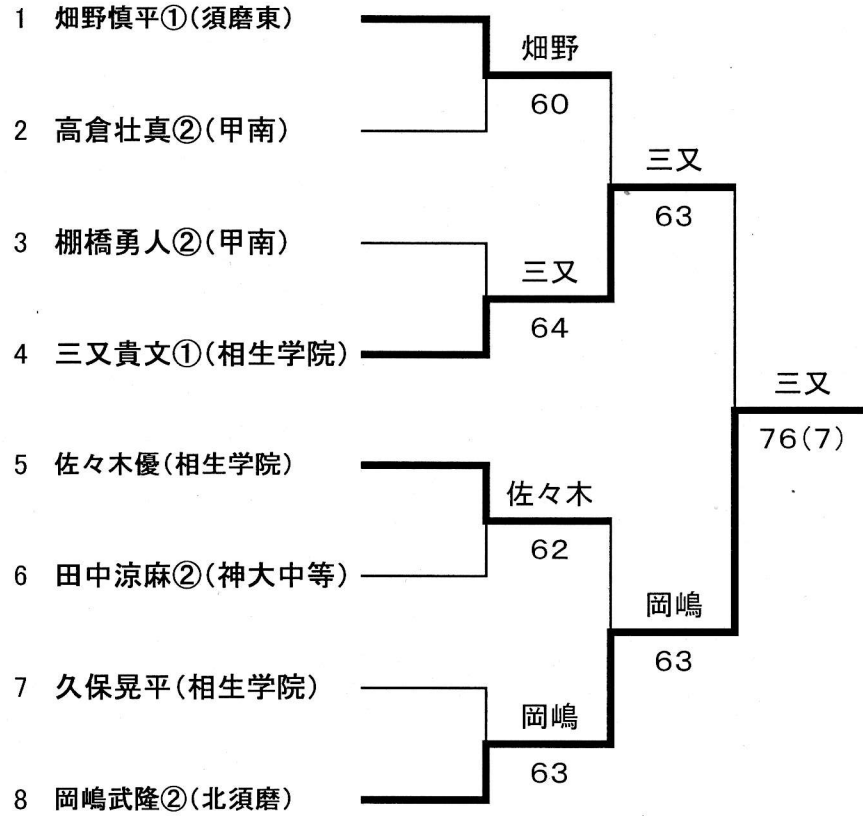 1 畑野慎平①(須磨東)
畑野
60
2 高倉壮真②(甲南)
三又
63
3 棚橋勇人②(甲南)
三又
64
4 三又貴文①(相生学院)
三又
76(7)
5 佐々木優(相生学院)
佐々木
62
6 田中涼麻②(神大中等)
岡嶋
63
7 久保晃平(相生学院)
岡嶋
63
8 岡嶋武隆②(北須磨)